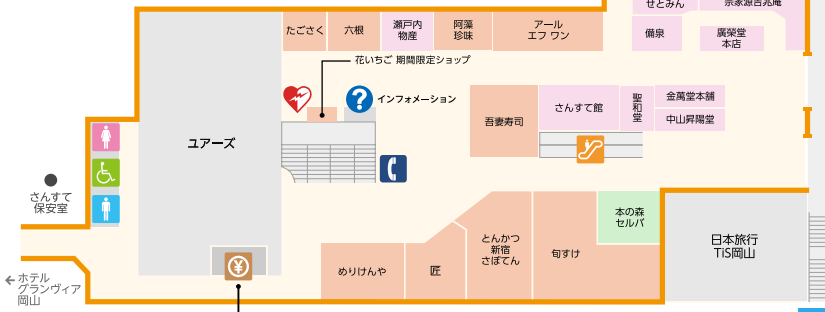 せとみん
宗家源吉兆庵
たごさく
六根
瀬戸内
物産
阿藻
珍味
アール
エフ ワン
備泉
廣榮堂
本店
花いちご 期間限定ショップ
?
インフォメーション
吾妻寿司
さんすて館
聖和堂
金萬堂本舗
中山昇陽堂
ユアーズ
さんすて
保安室
本の森
セルバ
とんかつ
新宿
さぼてん
旬すけ
日本旅行
TiS岡山
めりけんや
匠
¥
←ホテル
グランヴィア
岡山